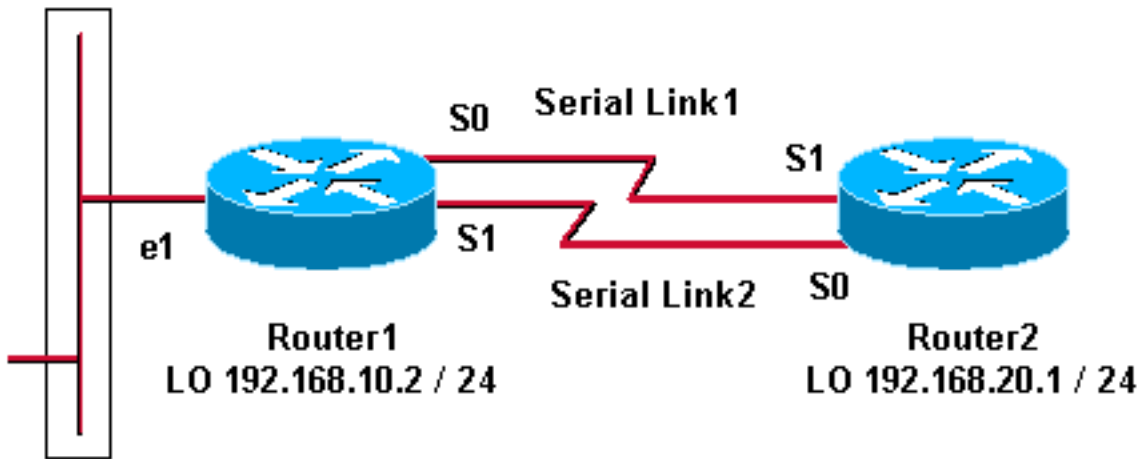 S0
Serial Link1
S1
e1
S1
Serial Link2
S0
Router1
LO 192.168.10.2 / 24
Router2
LO 192.168.20.1 / 24